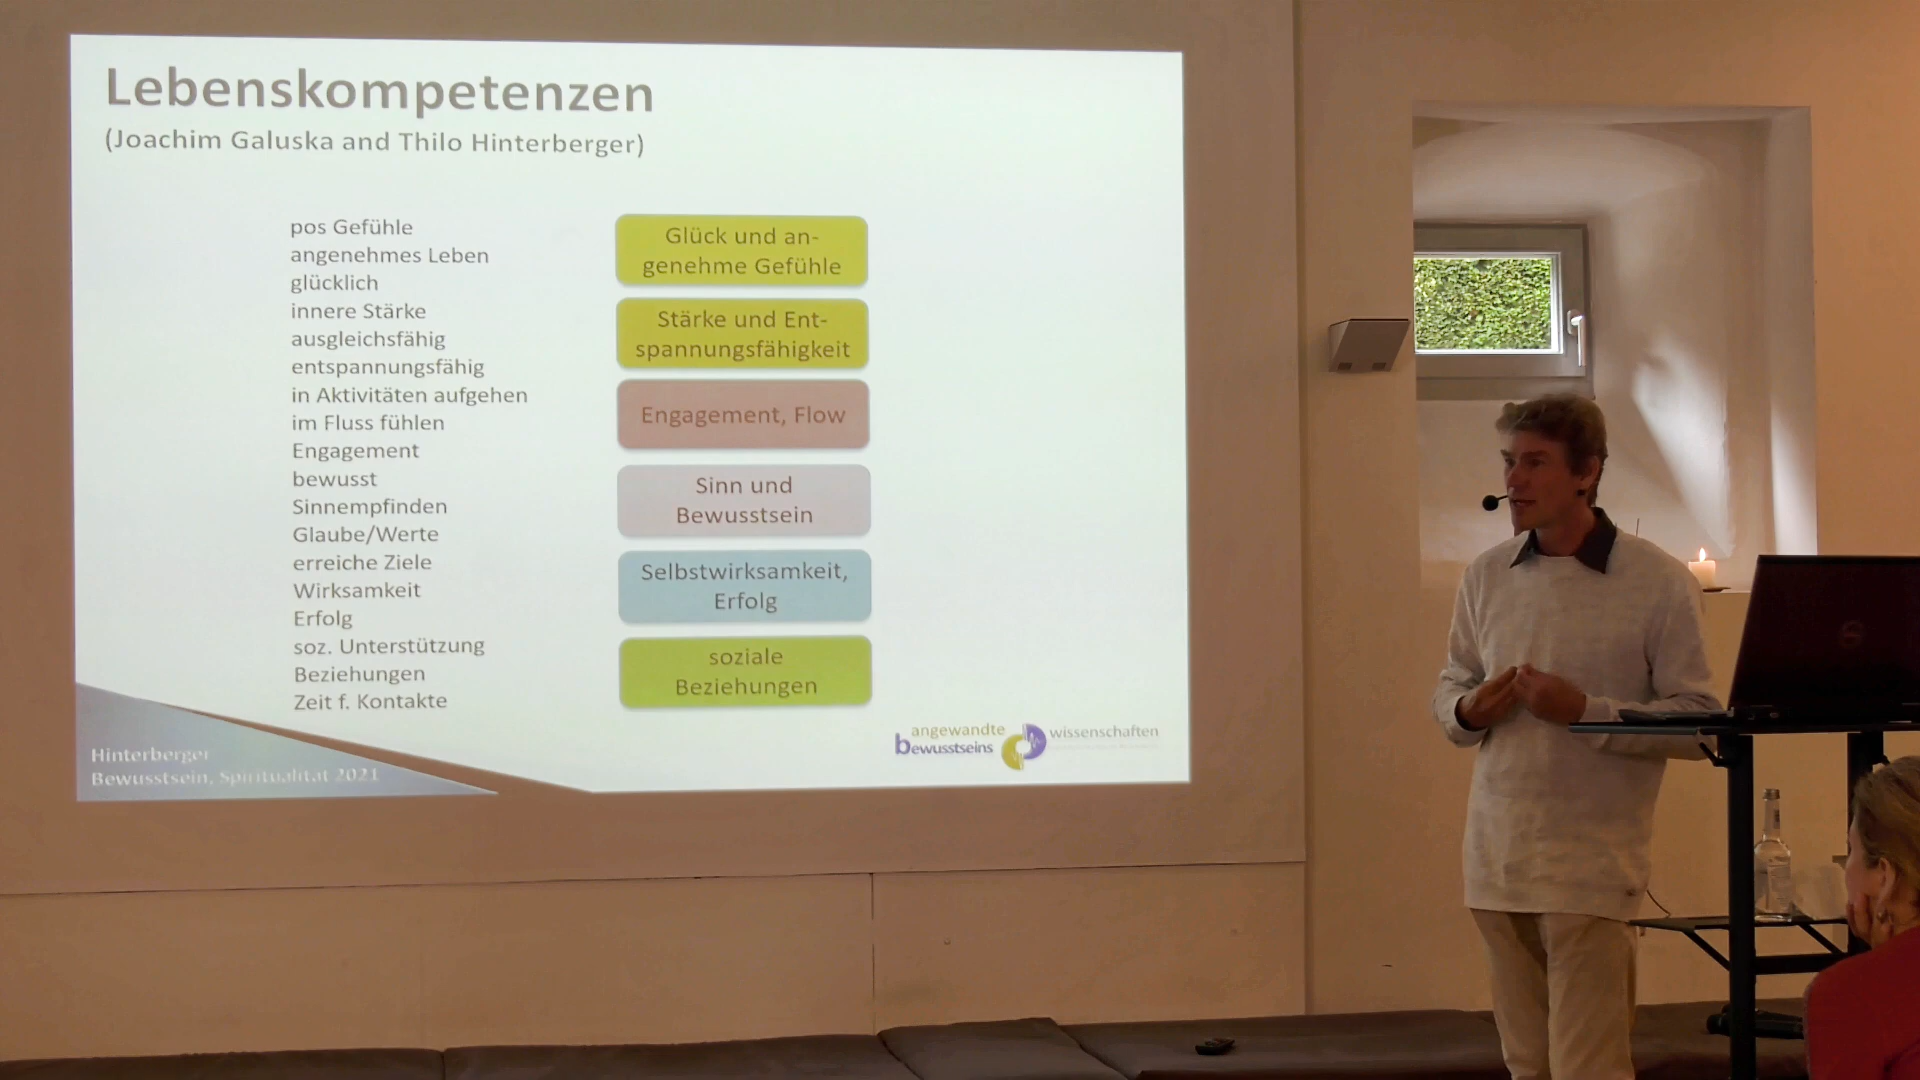 Lebenskompetenzen
(Joachim Galuska and Thilo Hinterberger)
pos Gefühle
angenehmes Leben
glücklich
innere Stärke
ausgleichsfähig
entspannungsfähig
in Aktivitäten aufgehen
im Fluss fühlen
Engagement
bewusst
Sinnempfinden
Glaube/Werte
erreiche Ziele
Wirksamkeit
Erfolg
soz. Unterstützung
Beziehungen
Zeit f. Kontakte
Glück und an-
genehme Gefühle
Stärke und Ent-
spannungsfähigkeit
Engagement, Flow
Sinn und
Bewusstsein
Selbstwirksamkeit,
Erfolg
soziale
Beziehungen
Hinterberger
Bewusstsein, Spiritualität 2021
angewandte
bewusstseins wissenschaften